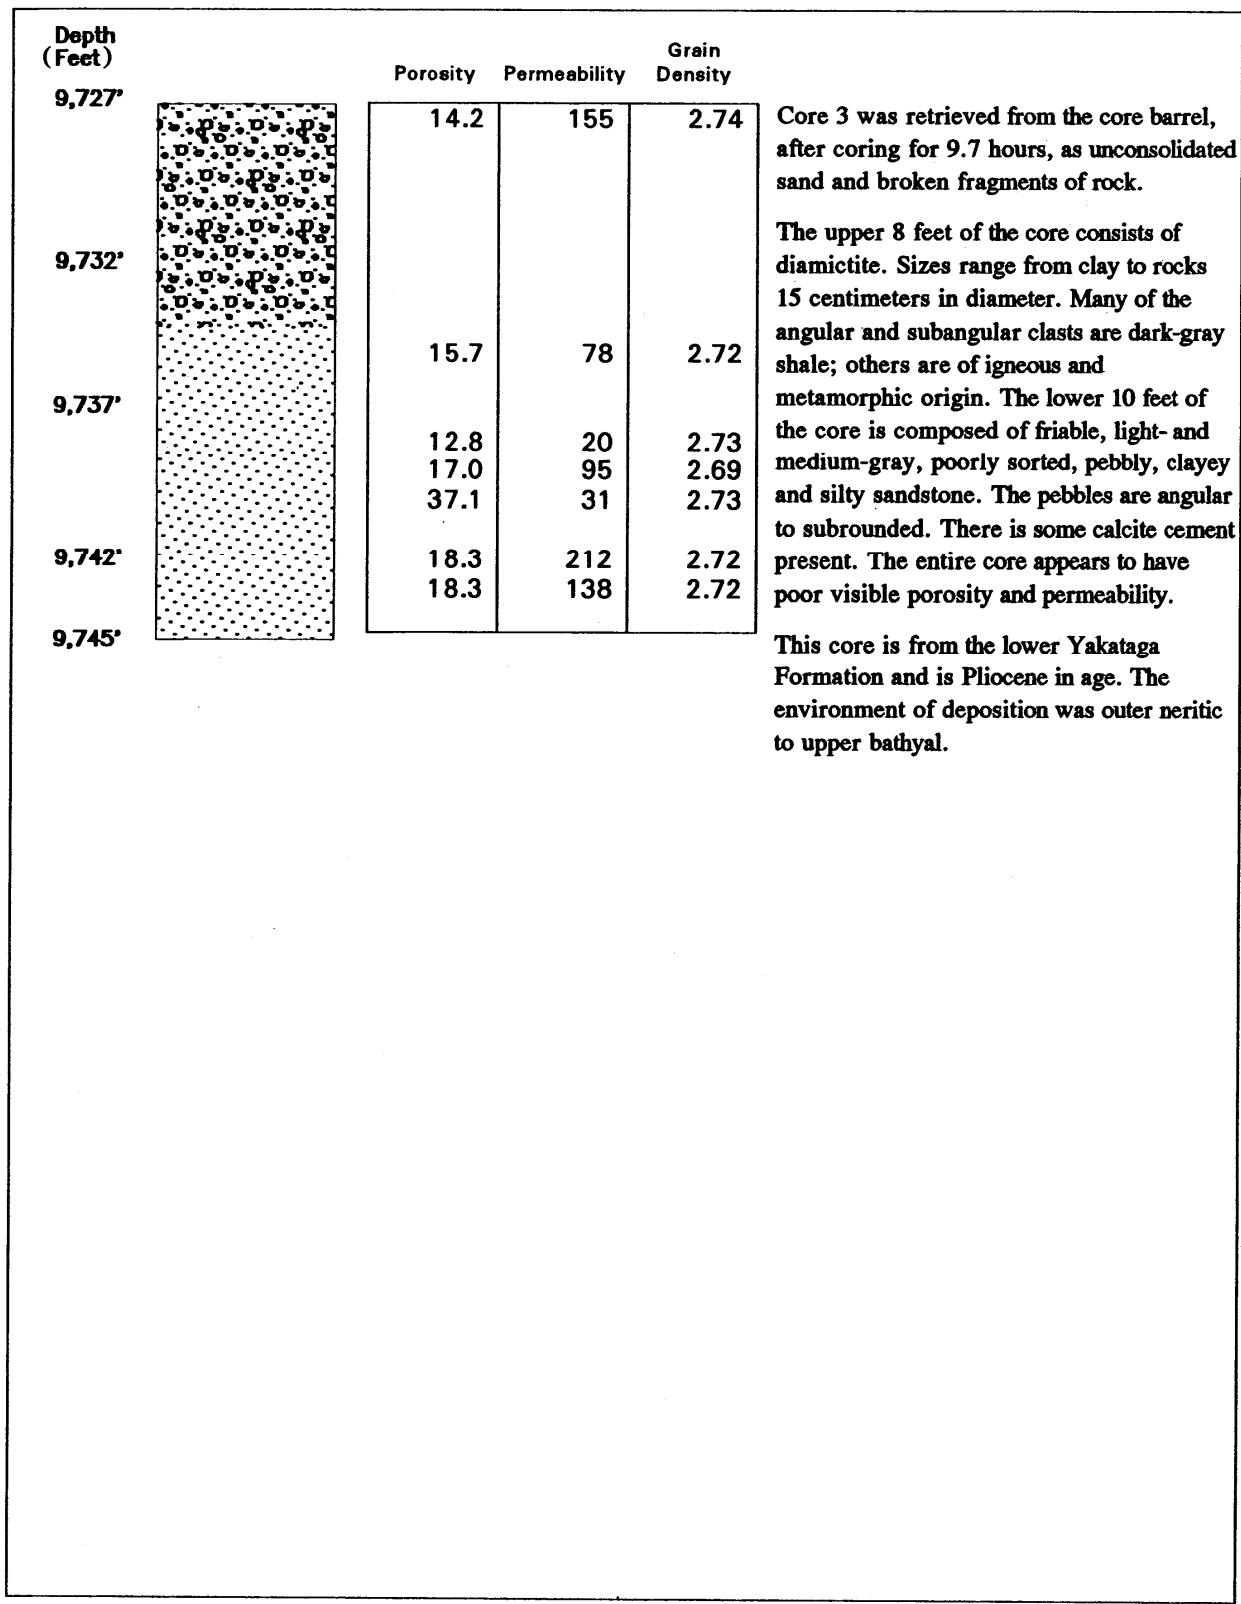 Depth
(Feet)
Porosity Permeability Grain Density
9,727'
14.2 155 2.74
9,732'
15.7 78 2.72
9,737'
12.8 20 2.73
17.0 95 2.69
37.1 31 2.73
9,742'
18.3 212 2.72
18.3 138 2.72
9,745'
Core 3 was retrieved from the core barrel,
after coring for 9.7 hours, as unconsolidated
sand and broken fragments of rock.
The upper 8 feet of the core consists of
diamictite. Sizes range from clay to rocks
15 centimeters in diameter. Many of the
angular and subangular clasts are dark-gray
shale; others are of igneous and
metamorphic origin. The lower 10 feet of
the core is composed of friable, light- and
medium-gray, poorly sorted, pebbly, clayey
and silty sandstone. The pebbles are angular
to subrounded. There is some calcite cement
present. The entire core appears to have
poor visible porosity and permeability.
This core is from the lower Yakataga
Formation and is Pliocene in age. The
environment of deposition was outer neritic
to upper bathyal.